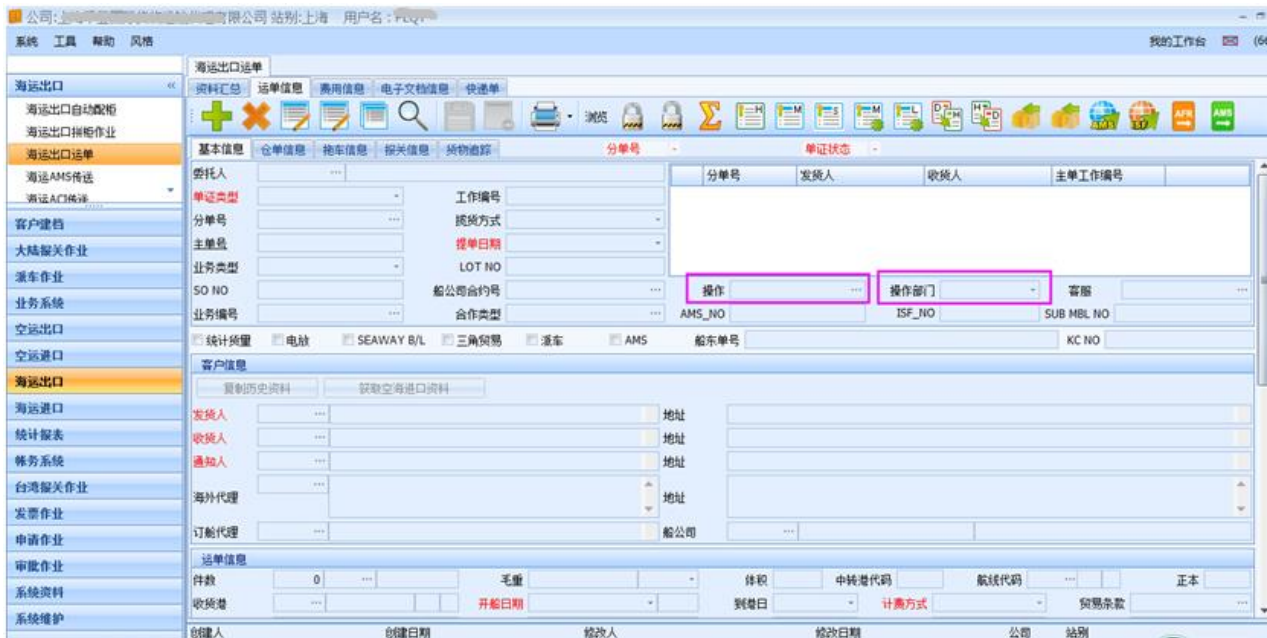 公司: 限公司 站别:上海 用户名:
系统 工具 帮助 风格
我的工作台 (6
海运出口
海运出口自动配柜
海运出口拼柜作业
海运出口运单
海运AMS传送
海运ACI传送
客户建档
大陆报关作业
派车作业
业务系统
空运出口
空运进口
海运出口
海运进口
统计报表
帐务系统
台湾报关作业
发票作业
申请作业
审批作业
系统资料
系统维护
海运出口运单
资料汇总 运单信息 费用信息 电子文档信息 快递单
浏览 AMS ISF AFR AMS
基本信息 仓单信息 拖车信息 报关信息 货物追踪 分单号 - 单证状态 -
委托人 ···
单证类型 工作编号
分单号 ··· 揽货方式
主单号 提单日期
业务类型 LOT NO
SO NO 船公司合约号 ···
业务编号 ··· 合作类型 ···
分单号 发货人 收货人 主单工作编号
操作 ··· 操作部门 客服 ···
AMS_NO ISF_NO SUB MBL NO
统计货量 电放 SEAWAY B/L 三角贸易 派车 AMS 船东单号 KC NO
客户信息
复制历史资料 获取空海进口资料
发货人 ··· 地址
收货人 ··· 地址
通知人 ··· 地址
海外代理 ··· 地址
订舱代理 ··· 船公司 ···
运单信息
件数 0 ··· 毛重 体积 中转港代码 航线代码 ··· 正本
收货港 ··· 开船日期 到港日 计费方式 贸易条款 ···
创建人 创建日期 修改人 修改日期 公司 站别